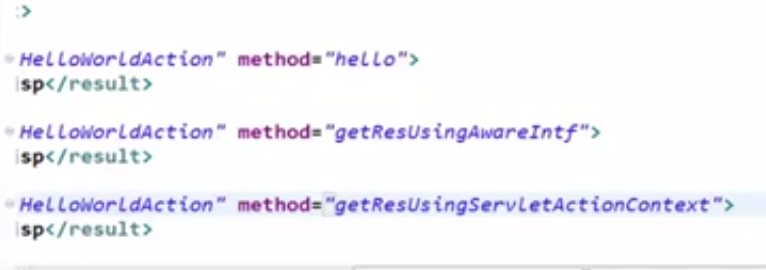 :>
HelloWorldAction" method="hello">
sp</result>
HelloWorldAction" method="getResUsingAwareIntf">
sp</result>
HelloWorldAction" method="getResUsingServletActionContext">
sp</result>